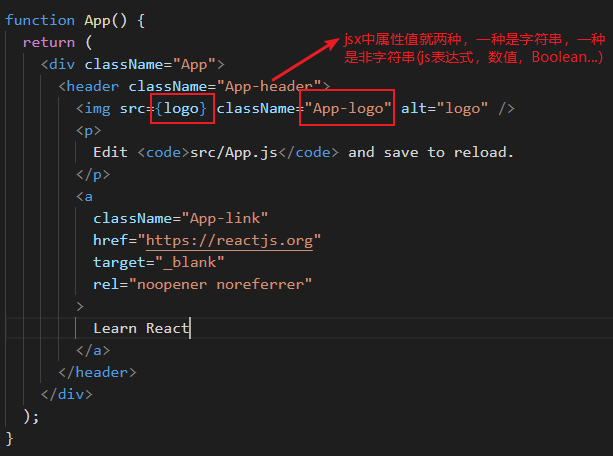 function App() {
jsx中属性值就两种，一种是字符串，一种
return (
是非字符串(js表达式，数值，Boolean...)
<div className="App">
<header className="App-header">
<img src={logo} className="App-logo" alt="logo" />
<p>
Edit <code>src/App.js</code> and save to reload.
</p>
<a
className="App-link"
href="https://reactjs.org"
target="_blank"
rel="noopener noreferrer"
>
Learn React
</a>
</header>
</div>
);
}